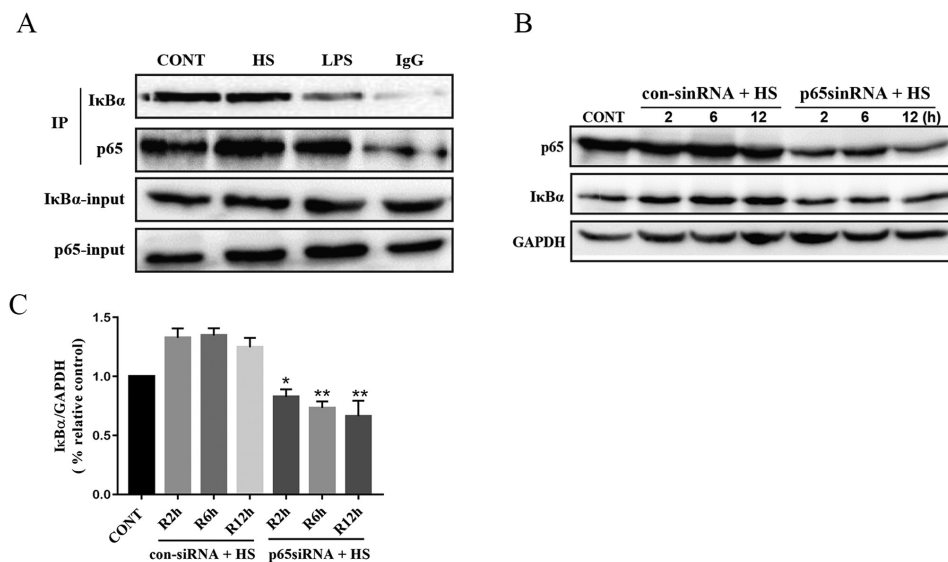 A
CONT HS LPS IgG
IP
IκBα
p65
IκBα-input
p65-input
B
con-sinRNA + HS p65sinRNA + HS
CONT 2 6 12 2 6 12 (h)
p65
IκBα
GAPDH
C
IκBα/GAPDH
( % relative control)
1.5
1.0
0.5
0.0
* ** **
CONT R2h R6h R12h R2h R6h R12h
con-siRNA + HS p65siRNA + HS